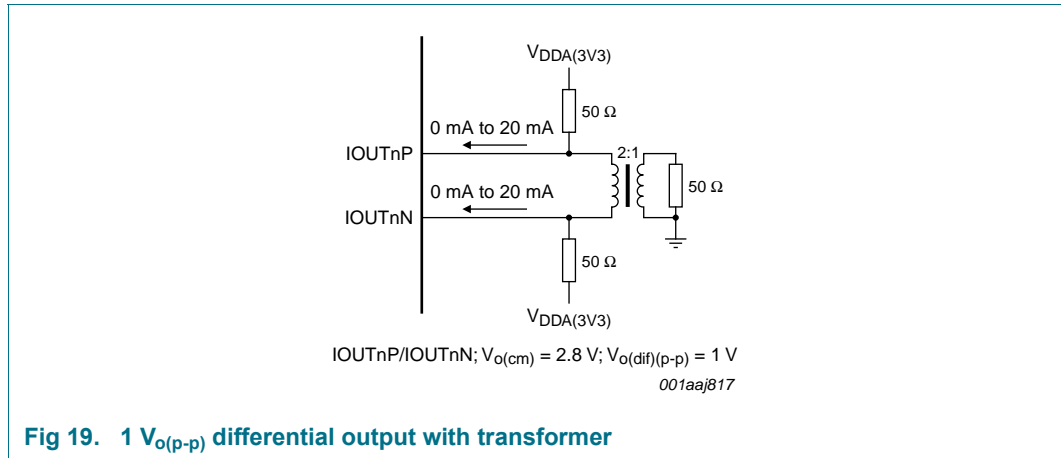 VDDA(3V3)
50 Ω
0 mA to 20 mA
IOUTnP
2:1
50 Ω
0 mA to 20 mA
IOUTnN
50 Ω
VDDA(3V3)
IOUTnP/IOUTnN; Vo(cm) = 2.8 V; Vo(dif)(p-p) = 1 V
001aaj817
Fig 19. 1 Vo(p-p) differential output with transformer